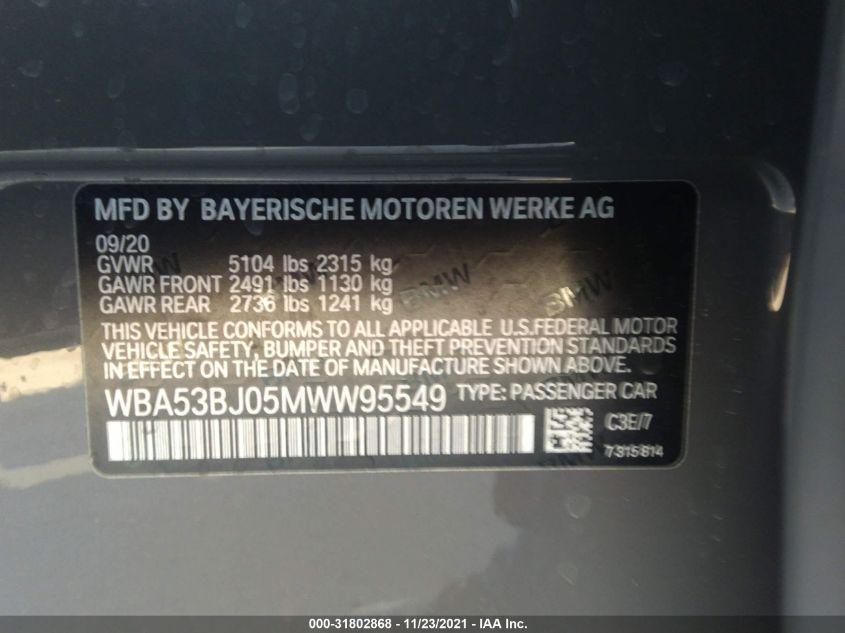 MFD BY BAYERISCHE MOTOREN WERKE AG
09/20
GVWR 5104 lbs 2315 kg
GAWR FRONT 2491 lbs 1130 kg
GAWR REAR 2736 lbs 1241 kg
BMW BMW
THIS VEHICLE CONFORMS TO ALL APPLICABLE U.S.FEDERAL MOTOR
VEHICLE SAFETY, BUMPER AND THEFT PREVENTION STANDARDS
IN EFFECT ON THE DATE OF MANUFACTURE SHOWN ABOVE.
WBA53BJ05MWW95549 TYPE: PASSENGER CAR
C3E/7
7315614
000-31802868 - 11/23/2021 - IAA Inc.